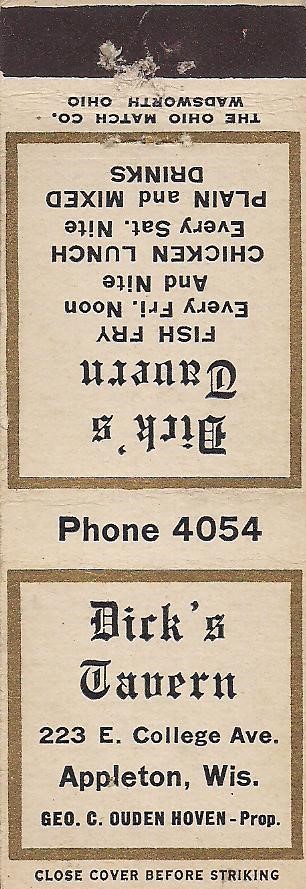 Dick's
Tavern
FISH FRY
Every Fri. Noon
And Nite
CHICKEN LUNCH
Every Sat. Nite
PLAIN and MIXED
DRINKS
THE OHIO MATCH CO.
WADSWORTH OHIO
Phone 4054
Dick's
Tavern
223 E. College Ave.
Appleton, Wis.
GEO. C. OUDEN HOVEN-Prop.
CLOSE COVER BEFORE STRIKING